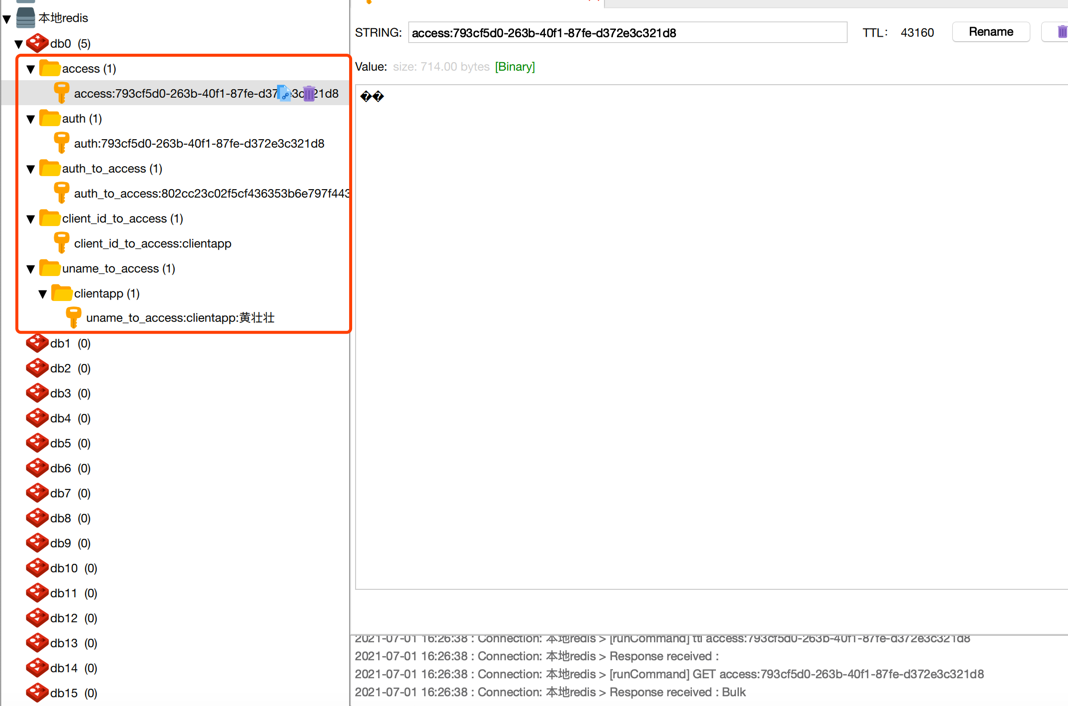 本地redis
db0 (5)
access (1)
access:793cf5d0-263b-40f1-87fe-d37 3c 21d8
auth (1)
auth:793cf5d0-263b-40f1-87fe-d372e3c321d8
auth_to_access (1)
auth_to_access:802cc23c02f5cf436353b6e797f443
client_id_to_access (1)
client_id_to_access:clientapp
uname_to_access (1)
clientapp (1)
uname_to_access:clientapp:黄壮壮
db1 (0)
db2 (0)
db3 (0)
db4 (0)
db5 (0)
db6 (0)
db7 (0)
db8 (0)
db9 (0)
db10 (0)
db11 (0)
db12 (0)
db13 (0)
db14 (0)
db15 (0)
STRING: access:793cf5d0-263b-40f1-87fe-d372e3c321d8 TTL: 43160 Rename
Value: size: 714.00 bytes [Binary]
��
2021-07-01 16:26:38 : Connection: 本地redis > [runCommand] ttl access:793cf5d0-263b-40f1-87fe-d372e3c321d8
2021-07-01 16:26:38 : Connection: 本地redis > Response received :
2021-07-01 16:26:38 : Connection: 本地redis > [runCommand] GET access:793cf5d0-263b-40f1-87fe-d372e3c321d8
2021-07-01 16:26:38 : Connection: 本地redis > Response received : Bulk